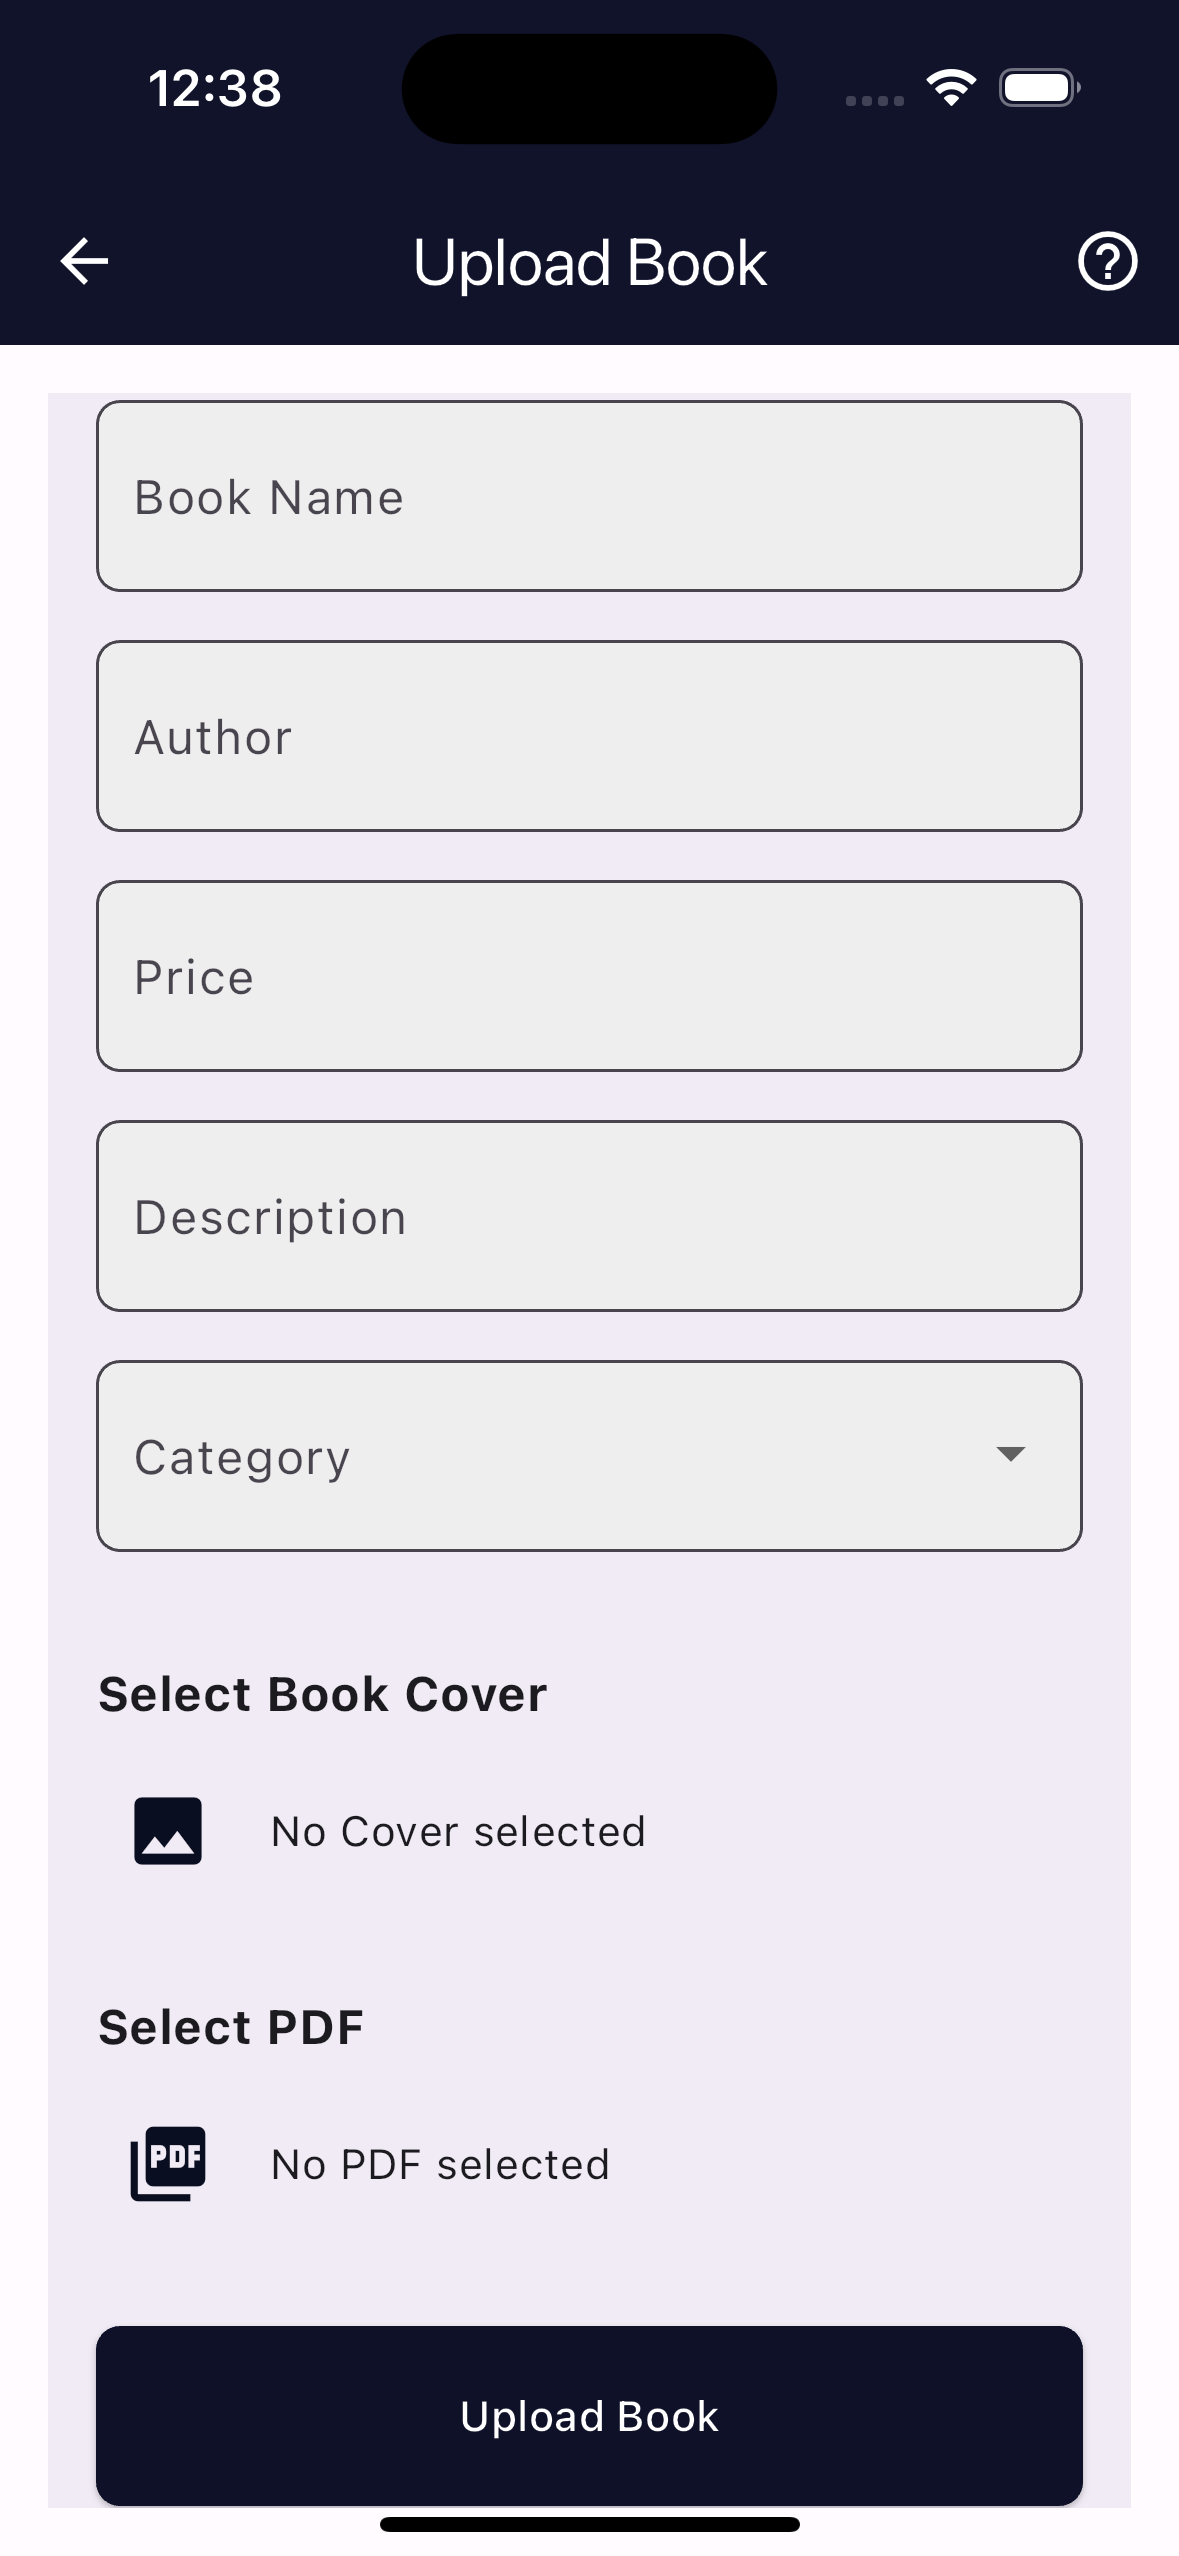 12:38
Upload Book
Book Name
Author
Price
Description
Category
Select Book Cover
No Cover selected
Select PDF
PDF
No PDF selected
Upload Book